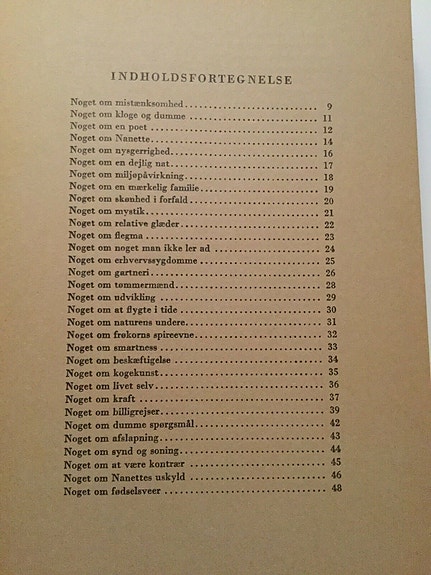 INDHOLDSFORTEGNELSE
Noget om mistænksomhed 9
Noget om kloge og dumme 11
Noget om en poet 12
Noget om Nanette 14
Noget om nysgerrighed 16
Noget om en dejlig nat 17
Noget om miljøpåvirkning 18
Noget om en mærkelig familie 19
Noget om skønhed i forfald 20
Noget om mystik 21
Noget om relative glæder 22
Noget om flegma 23
Noget om noget man ikke ler ad 24
Noget om erhvervssygdomme 25
Noget om gartneri 26
Noget om tømmermænd 28
Noget om udvikling 29
Noget om at flygte i tide 30
Noget om naturens undere 31
Noget om frøkorns spireevne 32
Noget om smartness 33
Noget om beskæftigelse 34
Noget om kogekunst 35
Noget om livet selv 36
Noget om kraft 37
Noget om billigrejser 39
Noget om dumme spørgsmål 42
Noget om afslapning 43
Noget om synd og soning 44
Noget om at være kontrær 45
Noget om Nanettes uskyld 46
Noget om fødselsveer 48